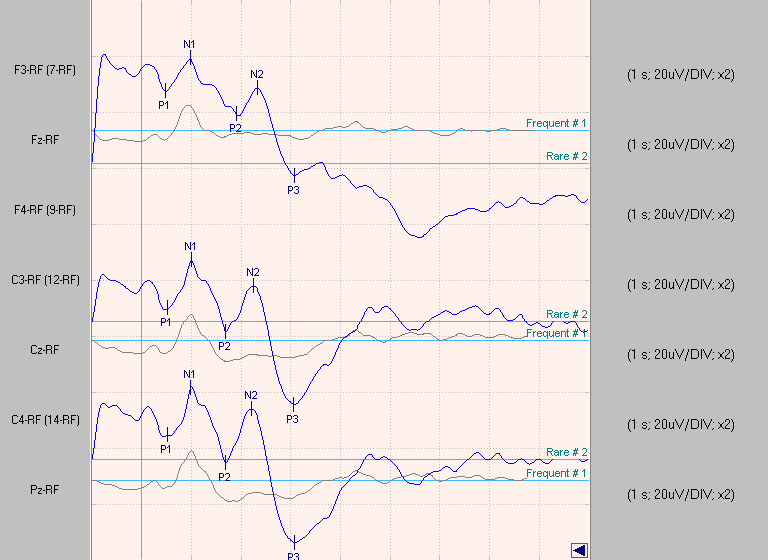 N1
F3-RF (7-RF)
N2
(1 s; 20uV/DIV; x2)
P1
P2
Frequent # 1
Fz-RF
(1 s; 20uV/DIV; x2)
Rare # 2
P3
F4-RF (9-RF)
(1 s; 20uV/DIV; x2)
N1
N2
C3-RF (12-RF)
(1 s; 20uV/DIV; x2)
P1
Rare # 2
Frequent # 1
P2
Cz-RF
(1 s; 20uV/DIV; x2)
N1
N2
P3
C4-RF (14-RF)
(1 s; 20uV/DIV; x2)
P1
Rare # 2
P2
Frequent # 1
Pz-RF
(1 s; 20uV/DIV; x2)
P3